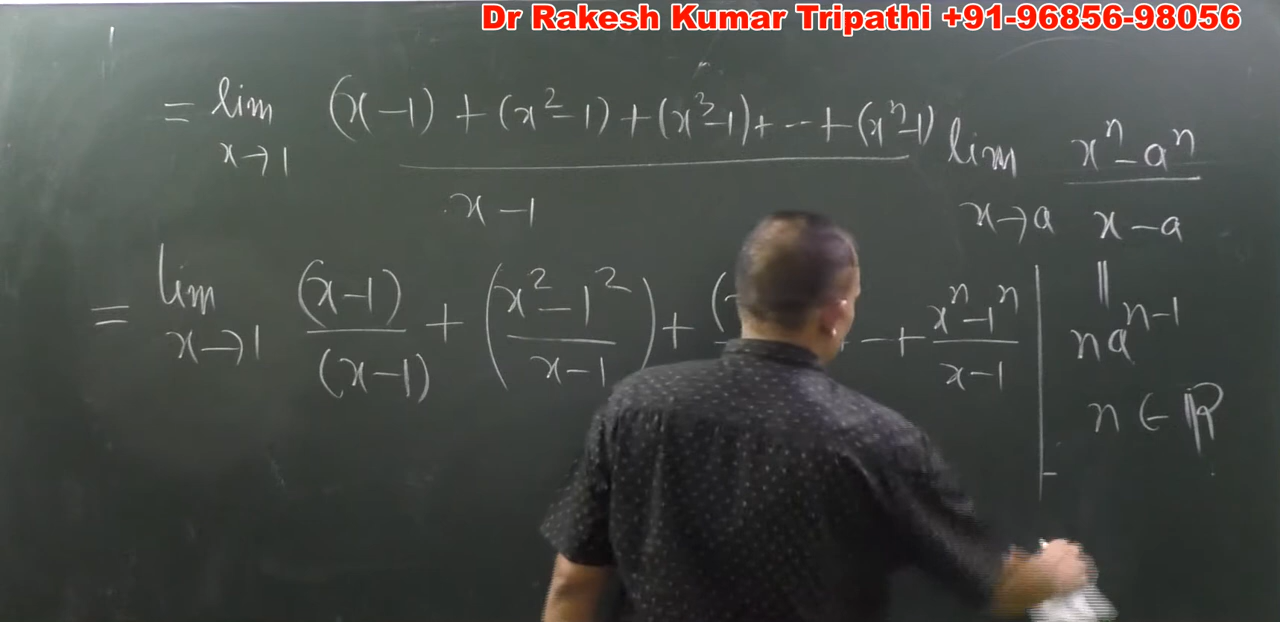 Dr Rakesh Kumar Tripathi +91-96856-98056
= lim x→1 (x-1) + (x²-1) + (x³-1) + -- + (xⁿ-1) / x-1
lim x→a xⁿ-aⁿ / x-a
= lim x→1 (x-1)/(x-1) + (x²-1²/x-1) + ( -- + xⁿ-1ⁿ/x-1
||
naⁿ⁻¹
n ∈ ℝ